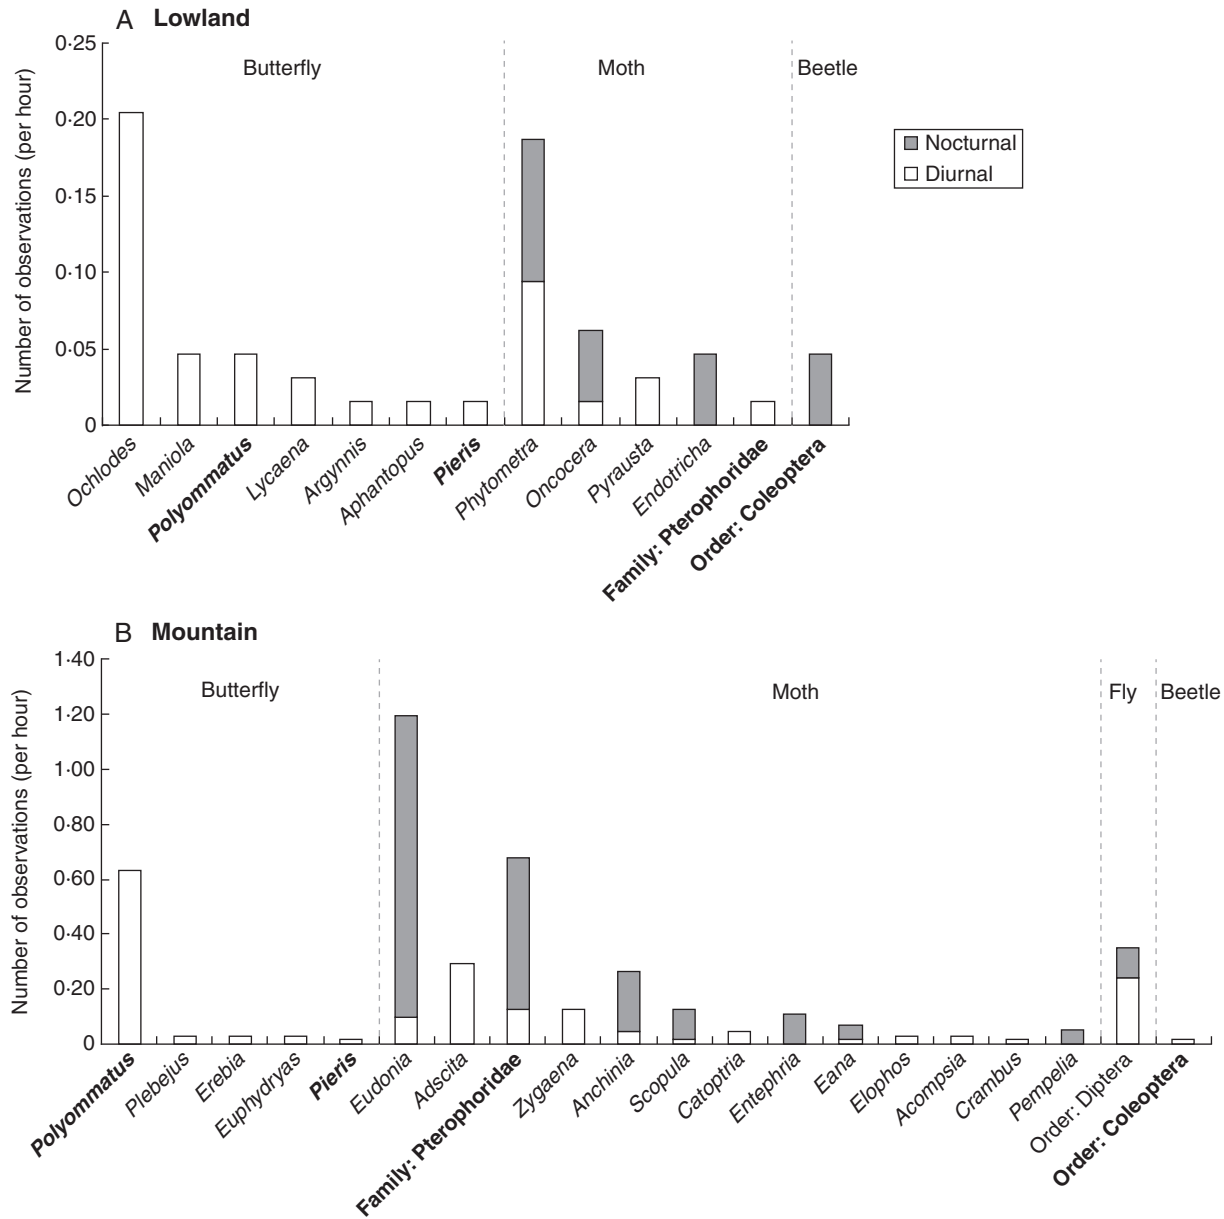 A Lowland
Number of observations (per hour)
0·25
0·20
0·15
0·10
0·05
0
Butterfly
Moth
Beetle
Nocturnal
Diurnal
Ochlodes
Maniola
Polyommatus
Lycaena
Argynnis
Aphantopus
Pieris
Phytometra
Oncocera
Pyrausta
Endotricha
Family: Pterophoridae
Order: Coleoptera
B Mountain
Number of observations (per hour)
1·40
1·20
1·00
0·80
0·60
0·40
0·20
0
Butterfly
Moth
Fly
Beetle
Polyommatus
Plebejus
Erebia
Euphydryas
Pieris
Eudonia
Adscita
Family: Pterophoridae
Zygaena
Anchinia
Scopula
Catoptria
Entephria
Eana
Elophos
Acompsia
Crambus
Pempelia
Order: Diptera
Order: Coleoptera